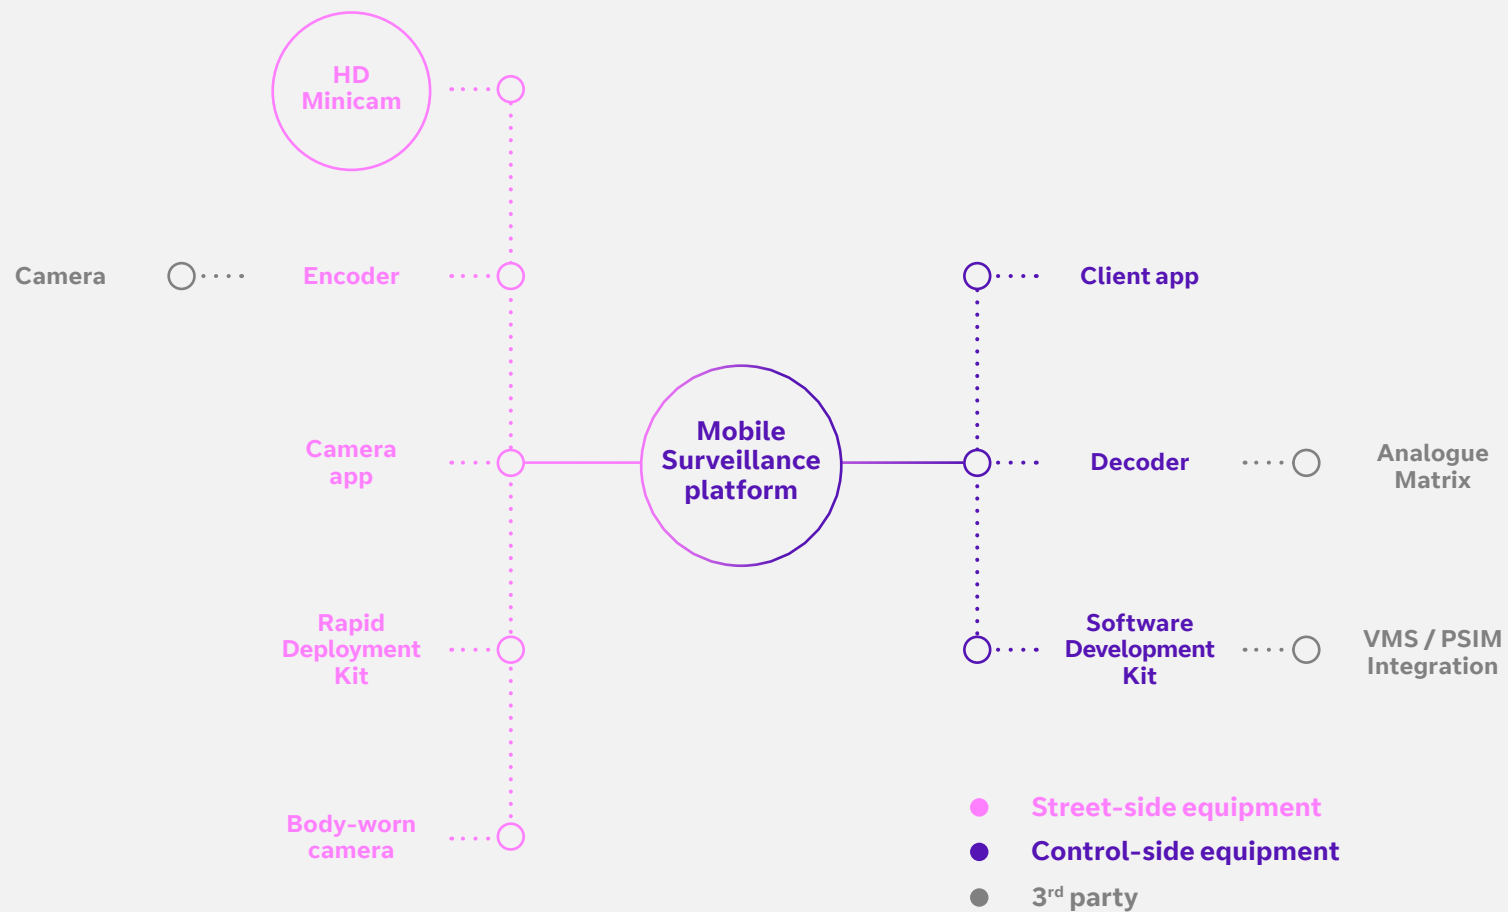 HD
Minicam
Camera
Encoder
Client app
Camera
app
Mobile
Surveillance
platform
Decoder
Analogue
Matrix
Rapid
Deployment
Kit
Software
Development
Kit
VMS / PSIM
Integration
Body-worn
camera
Street-side equipment
Control-side equipment
3rd party